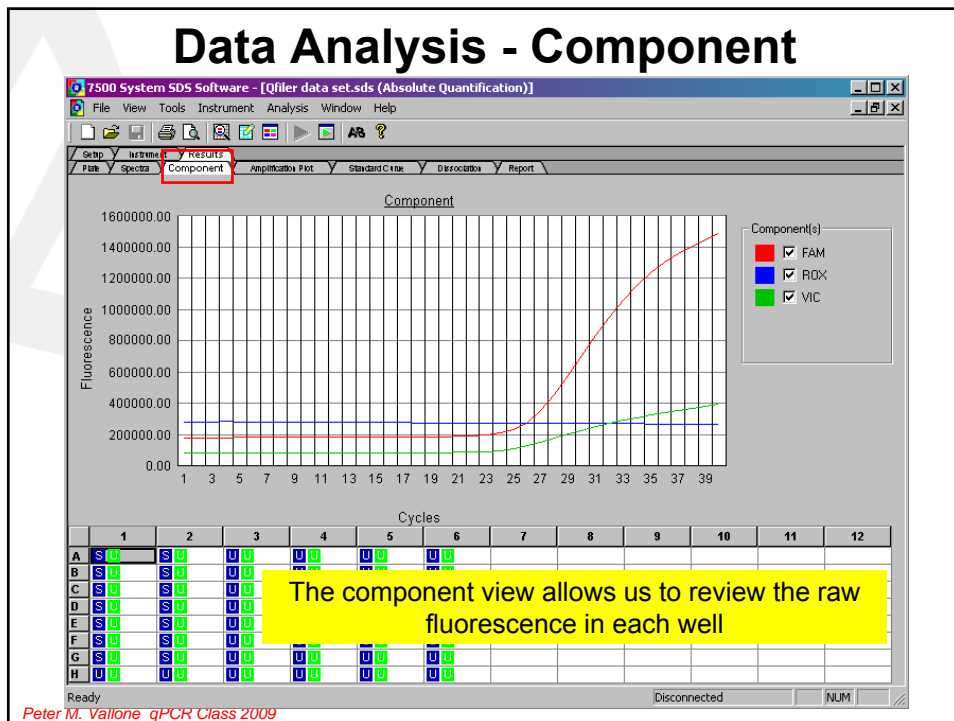 Data Analysis - Component
7500 System SDS Software - [Qfiler data set.sds (Absolute Quantification)]
File View Tools Instrument Analysis Window Help
Setup Instrument Results
Plate Spectra Component Amplification Plot Standard Curve Dissociation Report
Component
1600000.00
1400000.00
1200000.00
1000000.00
800000.00
600000.00
400000.00
200000.00
0.00
Fluorescence
1 3 5 7 9 11 13 15 17 19 21 23 25 27 29 31 33 35 37 39
Cycles
Component(s)
FAM
ROX
VIC
1 2 3 4 5 6 7 8 9 10 11 12
A S U S U U U U U U U U U
B S U S U U U U U U U U U
C S U S U U U
D S U S U U U
E S U S U U U
F S U S U U U
G S U S U U U U U U U U U
H U U U U U U U U U U U U
The component view allows us to review the raw
fluorescence in each well
Ready Disconnected NUM
Peter M. Vallone qPCR Class 2009